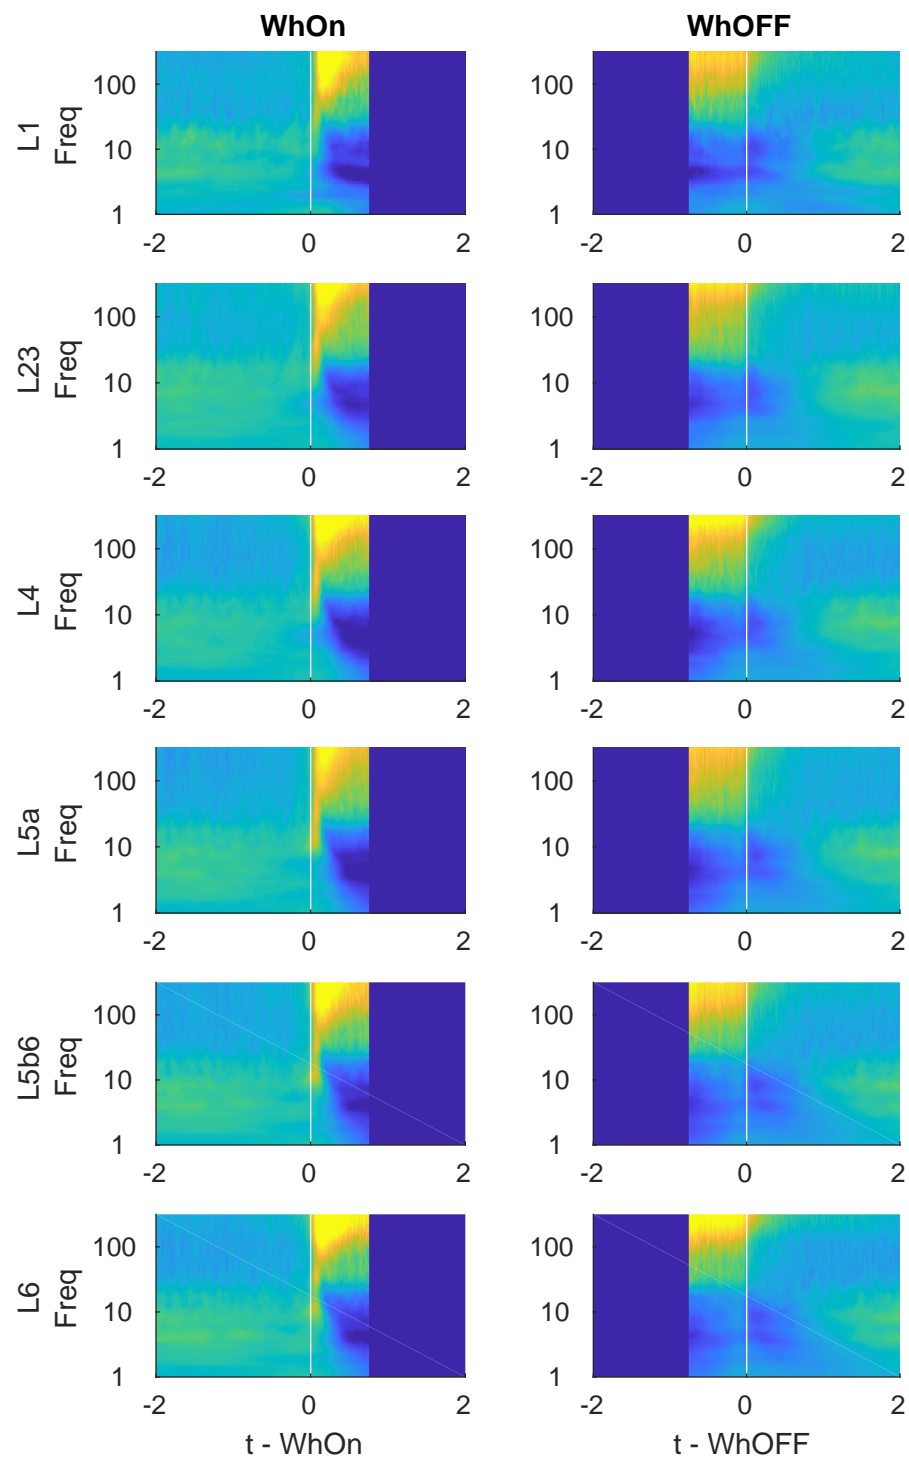 WhOn WhOFF
L1 Freq 100 10 1 100 10 1
-2 0 2 -2 0 2
L23 Freq 100 10 1 100 10 1
-2 0 2 -2 0 2
L4 Freq 100 10 1 100 10 1
-2 0 2 -2 0 2
L5a Freq 100 10 1 100 10 1
-2 0 2 -2 0 2
L5b6 Freq 100 10 1 100 10 1
-2 0 2 -2 0 2
L6 Freq 100 10 1 100 10 1
-2 0 2 -2 0 2
t - WhOn t - WhOFF